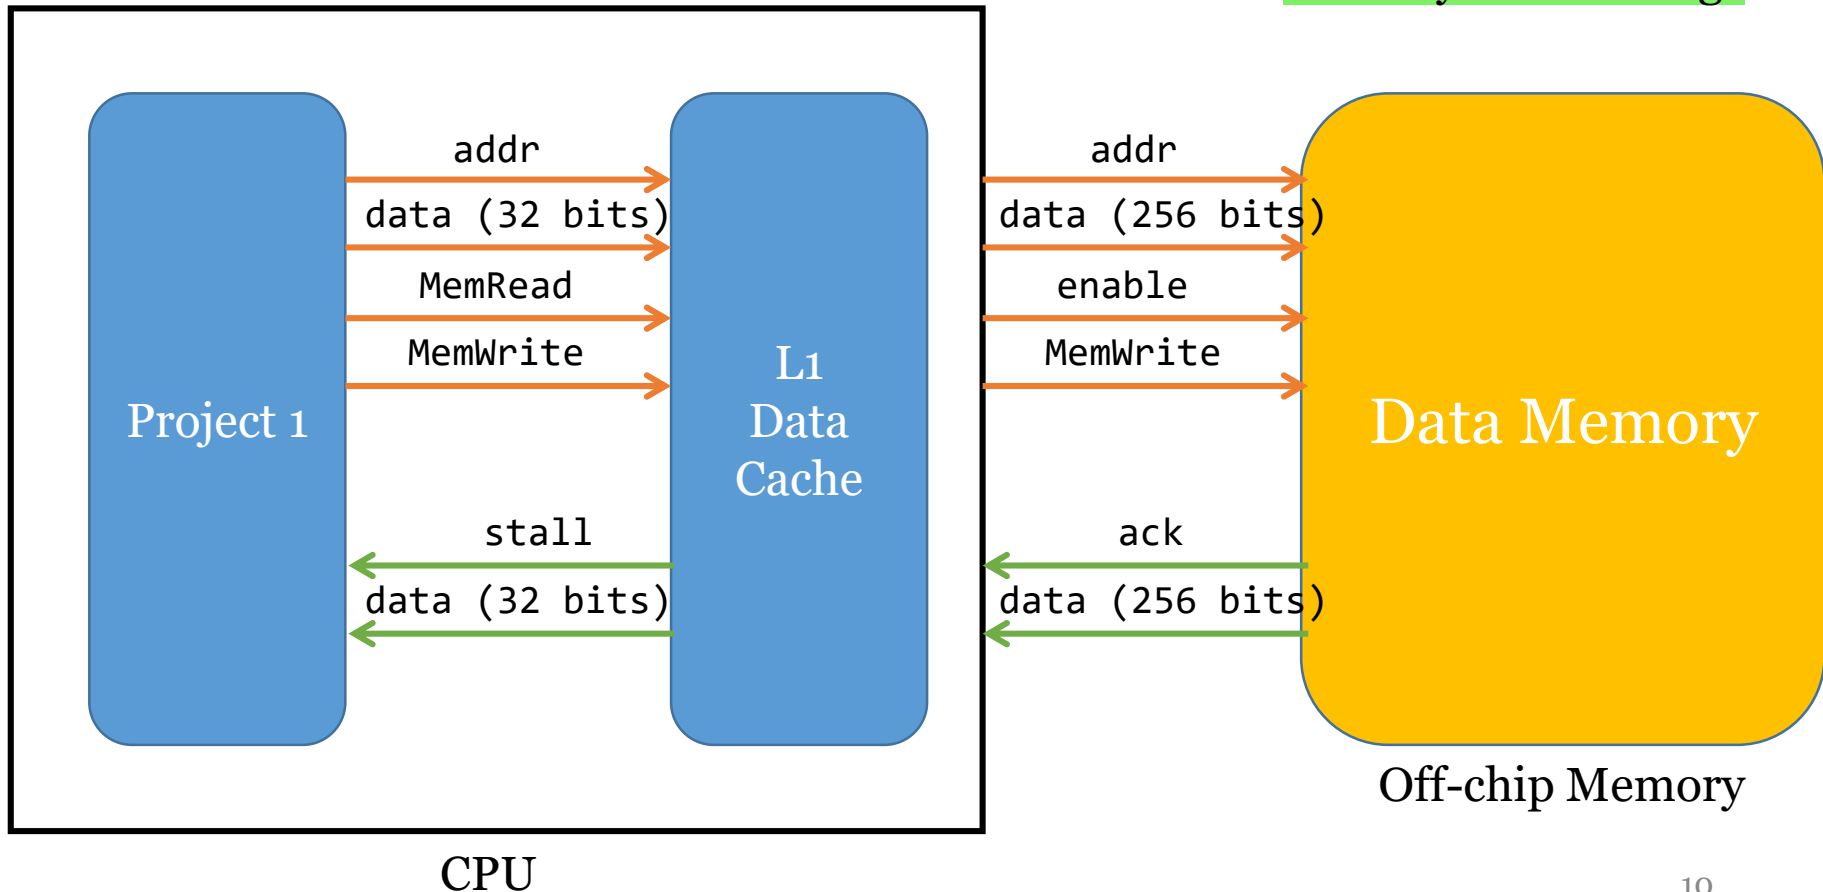 addr
data (32 bits)
MemRead
MemWrite
Project 1
L1
Data
Cache
stall
data (32 bits)
addr
data (256 bits)
enable
MemWrite
Data Memory
ack
data (256 bits)
Off-chip Memory
CPU